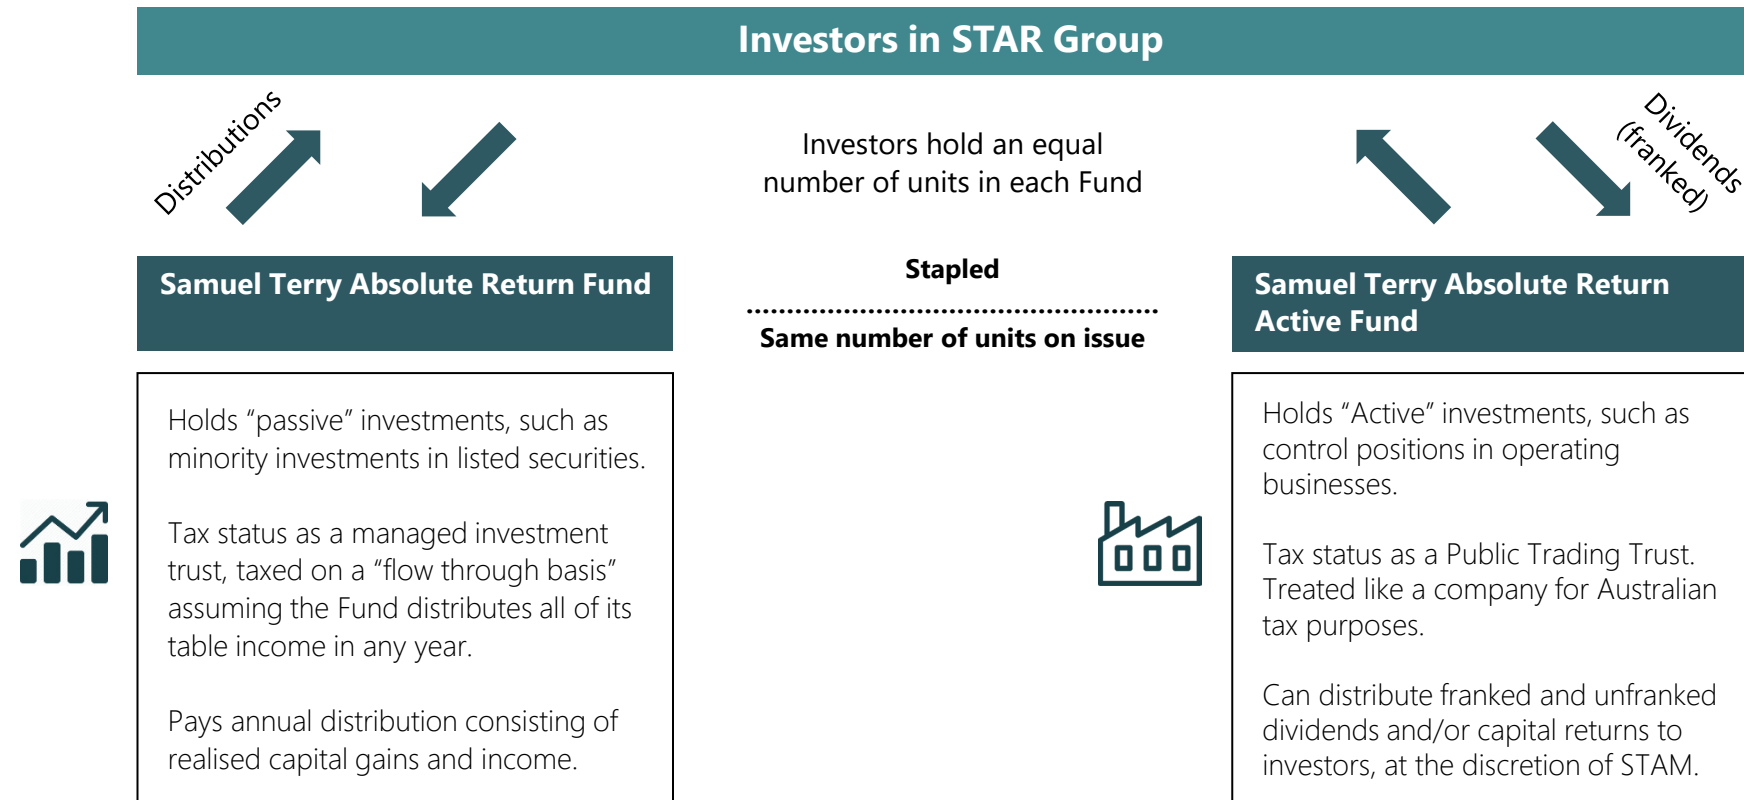 Investors in STAR Group
Distributions
Investors hold an equal
number of units in each Fund
Dividends
(franked)
Samuel Terry Absolute Return Fund
Stapled
Same number of units on issue
Samuel Terry Absolute Return
Active Fund
Holds “passive” investments, such as
minority investments in listed securities.
Tax status as a managed investment
trust, taxed on a “flow through basis”
assuming the Fund distributes all of its
table income in any year.
Pays annual distribution consisting of
realised capital gains and income.
Holds “Active” investments, such as
control positions in operating
businesses.
Tax status as a Public Trading Trust.
Treated like a company for Australian
tax purposes.
Can distribute franked and unfranked
dividends and/or capital returns to
investors, at the discretion of STAM.